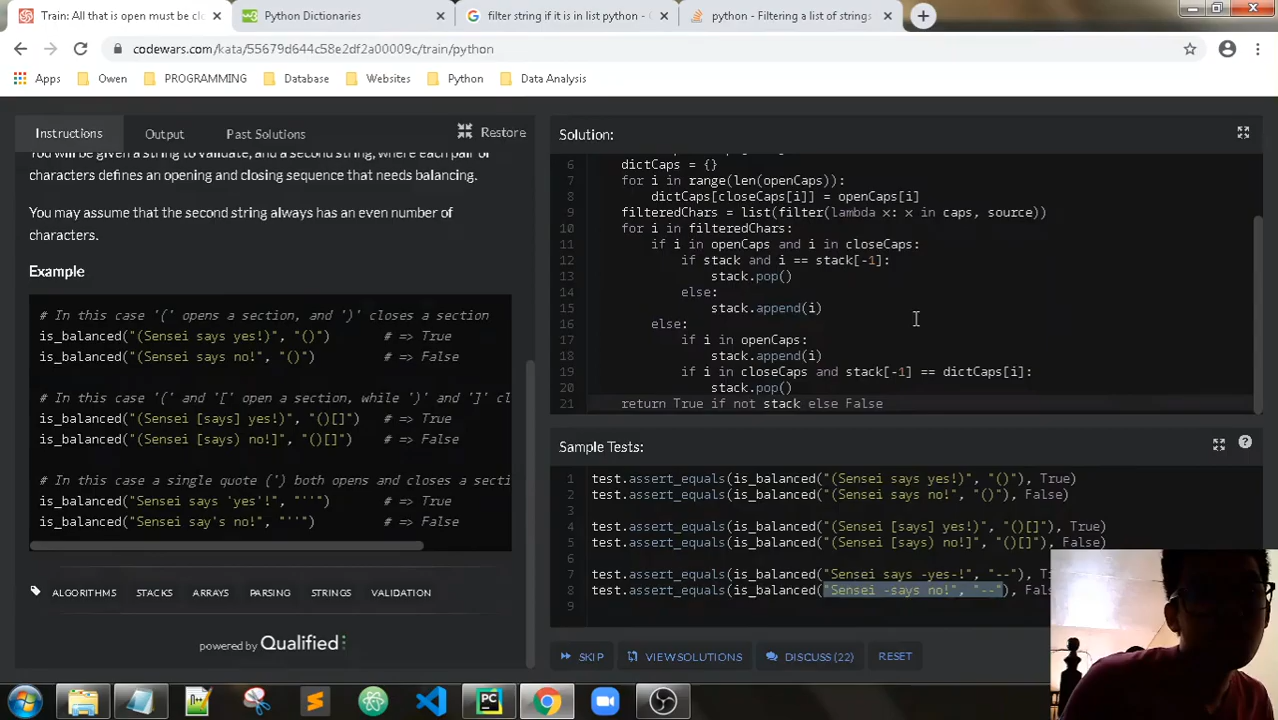 Train: All that is open must be clo
Python Dictionaries
filter string if it is in list python -
python - Filtering a list of strings
codewars.com/kata/55679d644c58e2df2a00009c/train/python
Apps Owen PROGRAMMING Database Websites Python Data Analysis
Instructions Output Past Solutions Restore
You will be given a string to validate, and a second string, where each pair of
characters defines an opening and closing sequence that needs balancing.
You may assume that the second string always has an even number of
characters.
Example
# In this case '(' opens a section, and ')' closes a section
is_balanced("(Sensei says yes!)", "()") # => True
is_balanced("(Sensei says no!", "()") # => False
# In this case '(' and '[' open a section, while ')' and ']' cl
is_balanced("(Sensei [says] yes!)", "()[]") # => True
is_balanced("(Sensei [says) no!]", "()[]") # => False
# In this case a single quote (') both opens and closes a secti
is_balanced("Sensei says 'yes'!", "''") # => True
is_balanced("Sensei say's no!", "''") # => False
ALGORITHMS STACKS ARRAYS PARSING STRINGS VALIDATION
powered by Qualified
Solution:
6 dictCaps = {}
7 for i in range(len(openCaps)):
8 dictCaps[closeCaps[i]] = openCaps[i]
9 filteredChars = list(filter(lambda x: x in caps, source))
10 for i in filteredChars:
11 if i in openCaps and i in closeCaps:
12 if stack and i == stack[-1]:
13 stack.pop()
14 else:
15 stack.append(i)
16 else:
17 if i in openCaps:
18 stack.append(i)
19 if i in closeCaps and stack[-1] == dictCaps[i]:
20 stack.pop()
21 return True if not stack else False
Sample Tests:
1 test.assert_equals(is_balanced("(Sensei says yes!)", "()"), True)
2 test.assert_equals(is_balanced("(Sensei says no!", "()"), False)
3
4 test.assert_equals(is_balanced("(Sensei [says] yes!)", "()[]"), True)
5 test.assert_equals(is_balanced("(Sensei [says) no!]", "()[]"), False)
6
7 test.assert_equals(is_balanced("Sensei says -yes-!", "--"), T
8 test.assert_equals(is_balanced("Sensei -says no!", "--"), Fals
9
SKIP VIEW SOLUTIONS DISCUSS (22) RESET
PC